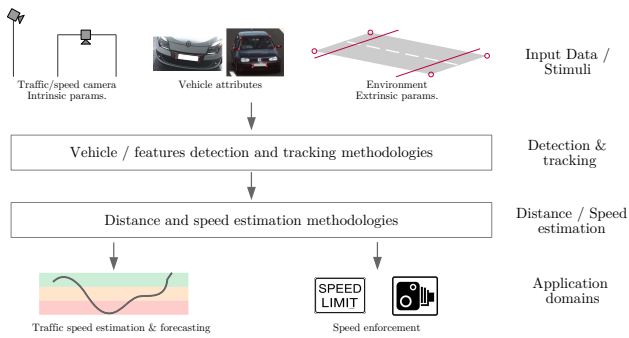 Traffic/speed camera
Intrinsic params.
Vehicle attributes
Environment
Extrinsic params.
Input Data /
Stimuli
Vehicle / features detection and tracking methodologies
Detection &
tracking
Distance and speed estimation methodologies
Distance / Speed
estimation
SPEED
LIMIT
Application
domains
Traffic speed estimation & forecasting
Speed enforcement